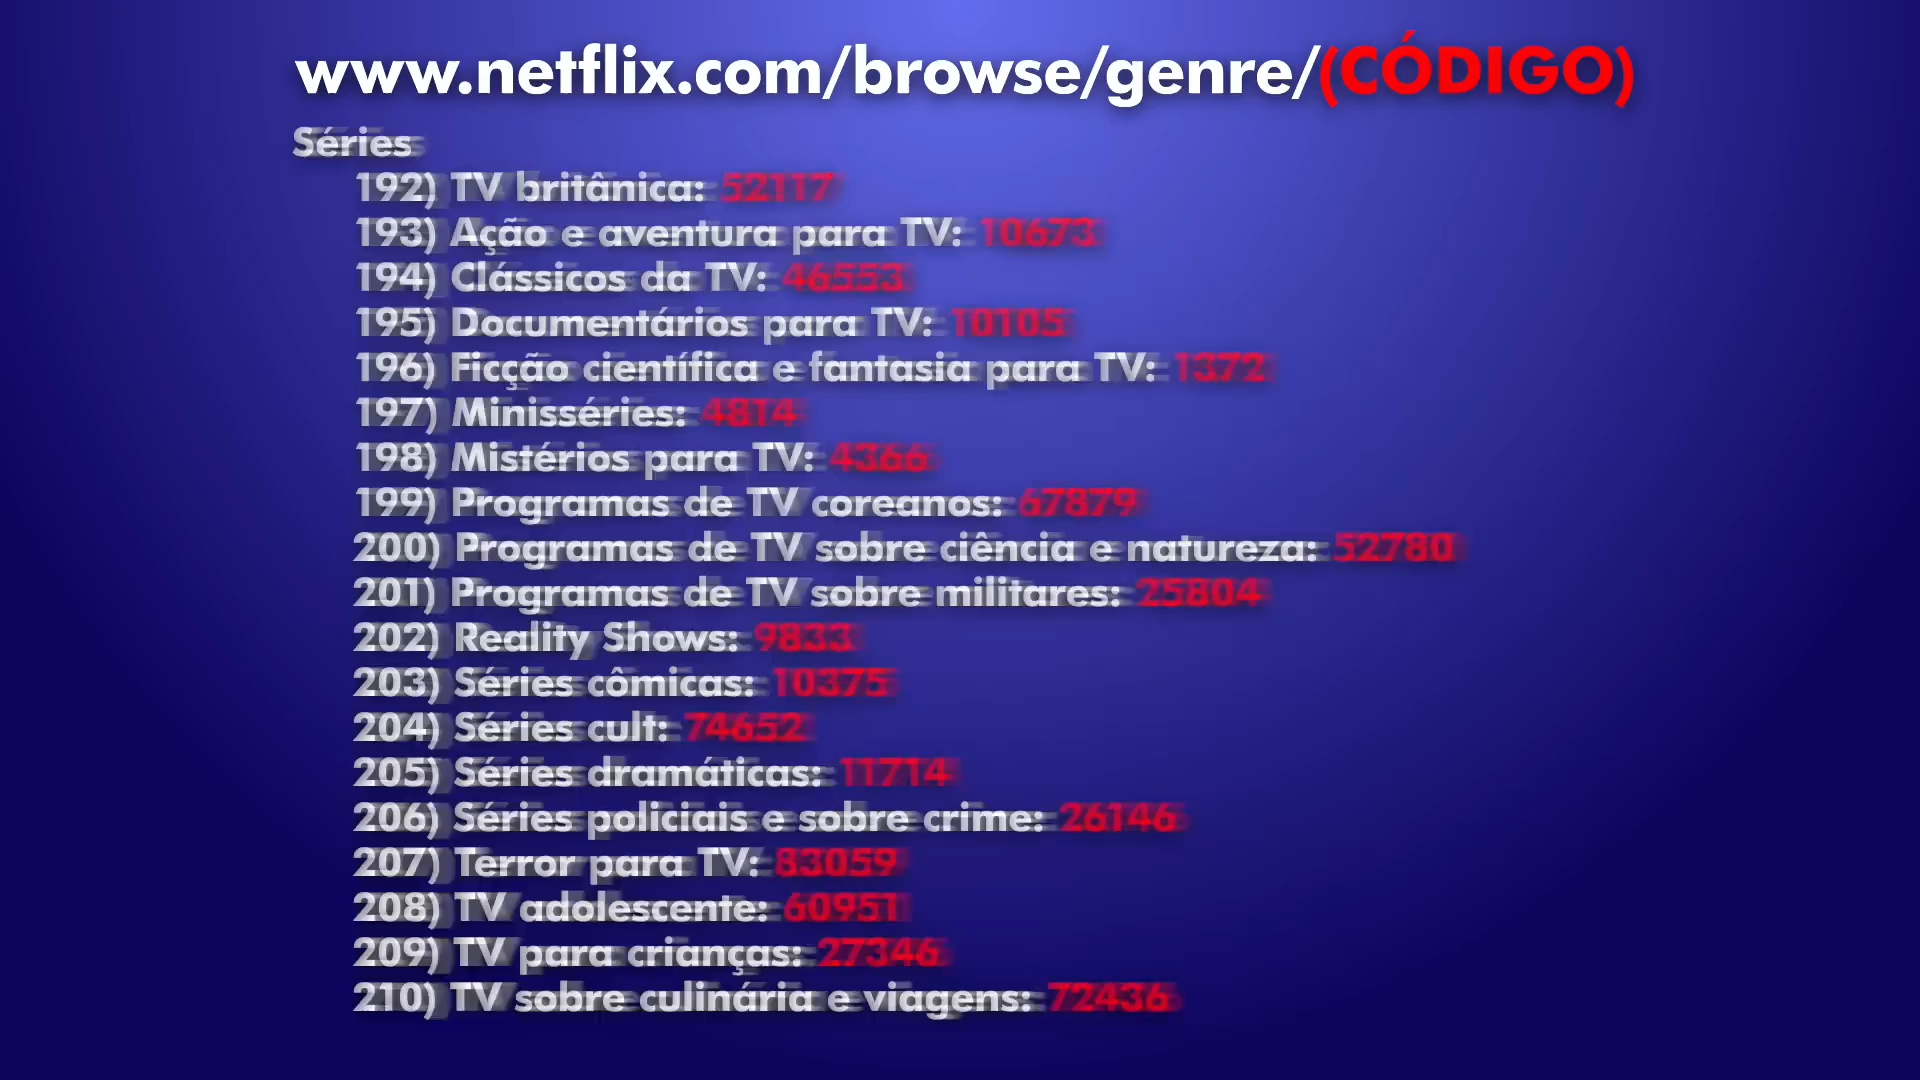 www.netflix.com/browse/genre/(CÓDIGO)
Séries
192) TV britânica: 52117
193) Ação e aventura para TV: 10673
194) Clássicos da TV: 46553
195) Documentários para TV: 10105
196) Ficção científica e fantasia para TV: 1372
197) Minisséries: 4814
198) Mistérios para TV: 4366
199) Programas de TV coreanos: 67879
200) Programas de TV sobre ciência e natureza: 52780
201) Programas de TV sobre militares: 25804
202) Reality Shows: 9833
203) Séries cômicas: 10375
204) Séries cult: 74652
205) Séries dramáticas: 11714
206) Séries policiais e sobre crime: 26146
207) Terror para TV: 83059
208) TV adolescente: 60951
209) TV para crianças: 27346
210) TV sobre culinária e viagens: 72436